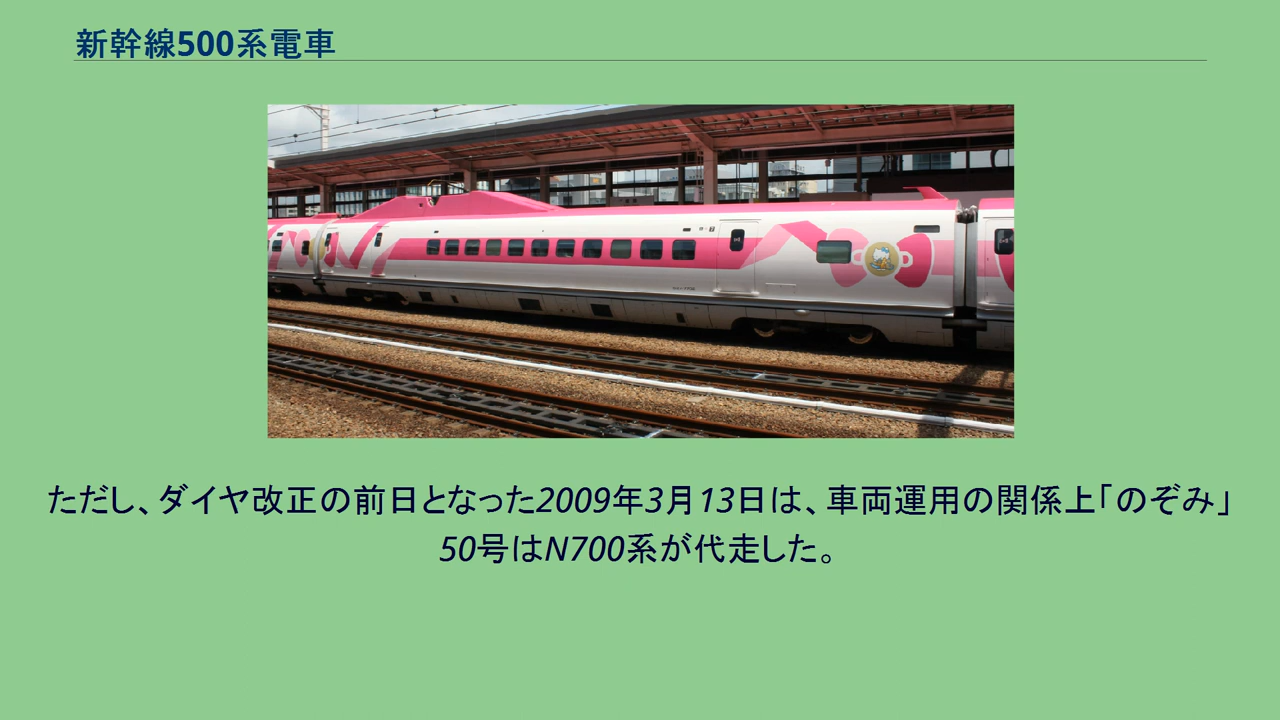 新幹線500系電車
ただし、ダイヤ改正の前日となった2009年3月13日は、車両運用の関係上「のぞみ」
50号はN700系が代走した。